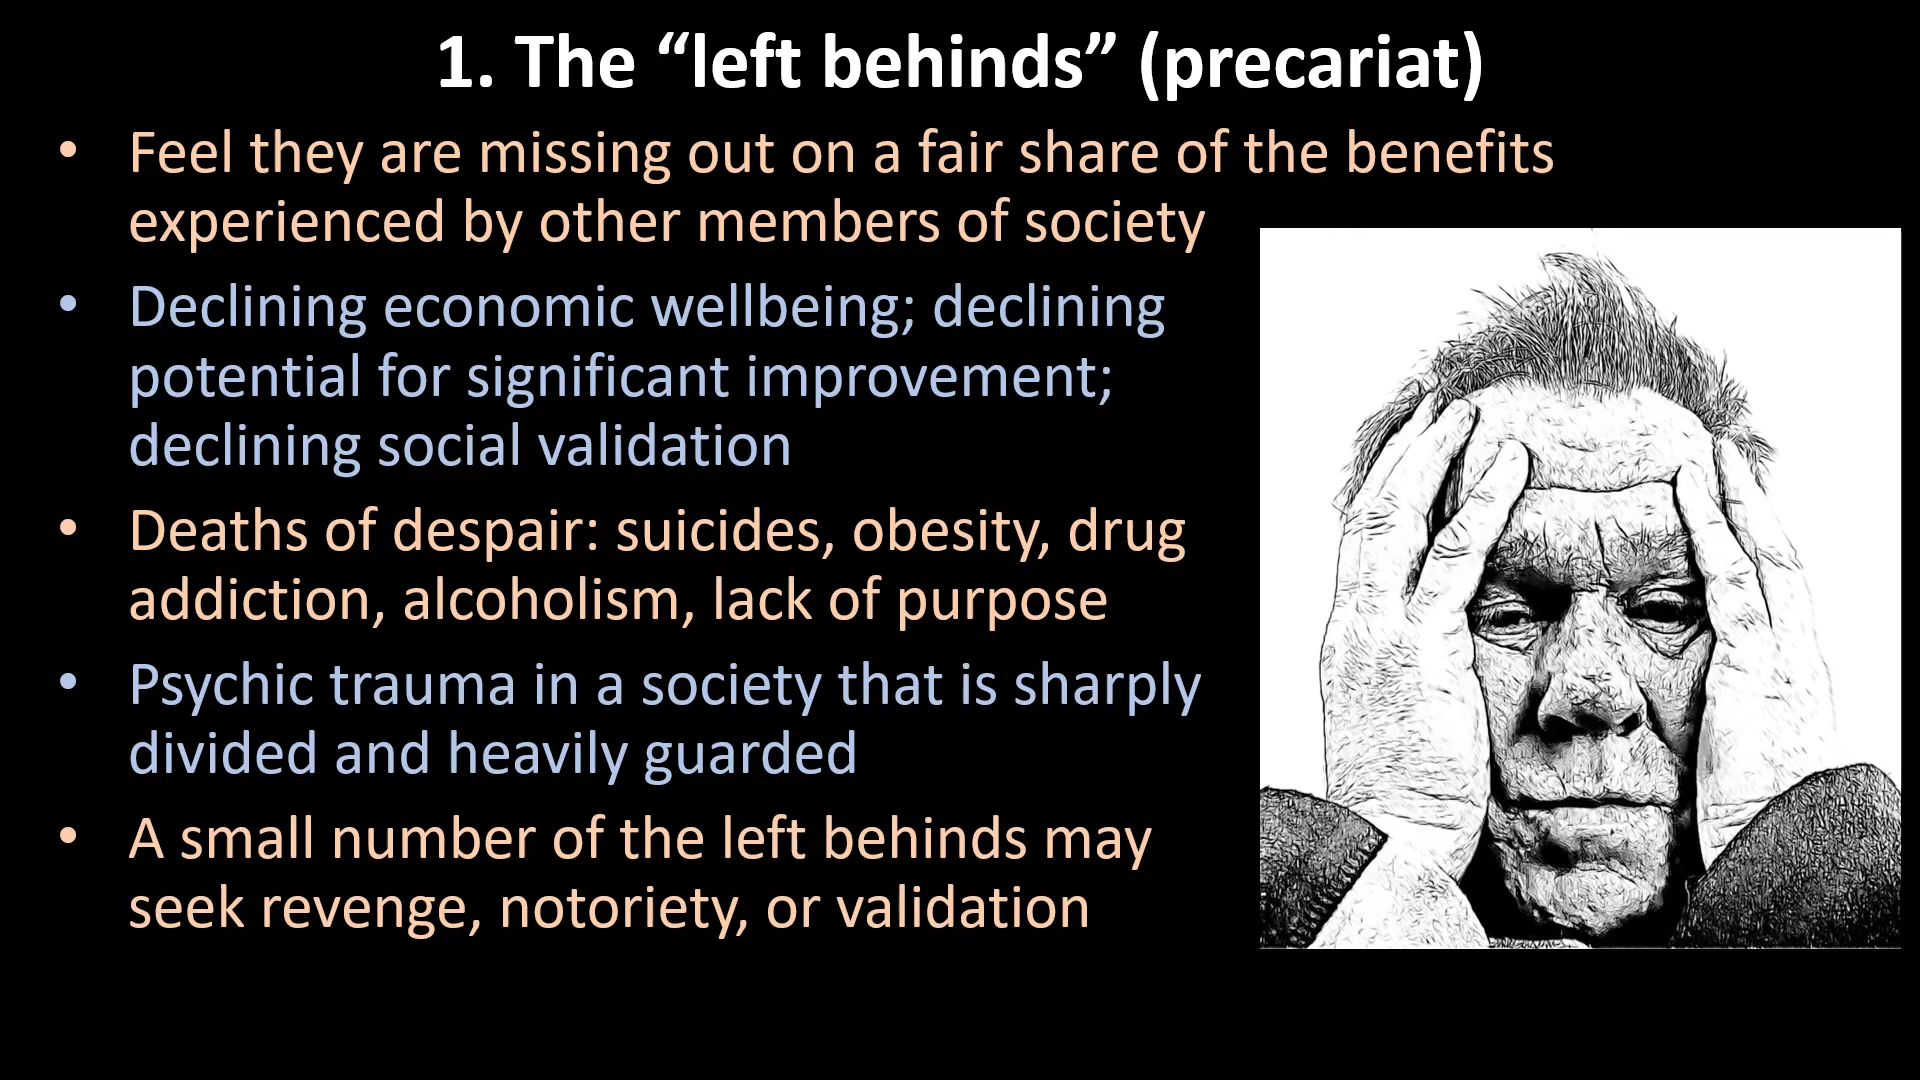 1. The “left behinds” (precariat)
• Feel they are missing out on a fair share of the benefits
experienced by other members of society
• Declining economic wellbeing; declining
potential for significant improvement;
declining social validation
• Deaths of despair: suicides, obesity, drug
addiction, alcoholism, lack of purpose
• Psychic trauma in a society that is sharply
divided and heavily guarded
• A small number of the left behinds may
seek revenge, notoriety, or validation